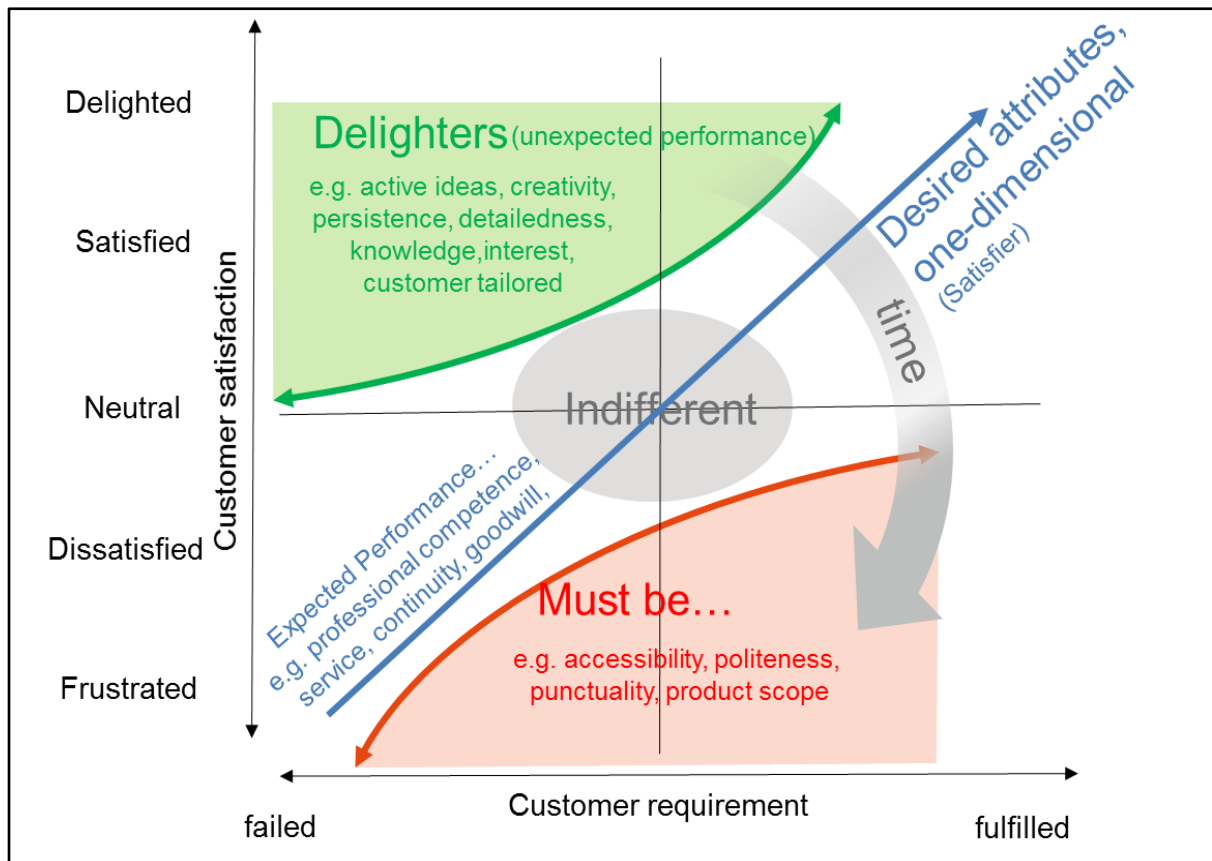 Delighted
Satisfied
Neutral
Dissatisfied
Frustrated
Customer satisfaction
Delighters (unexpected performance)
e.g. active ideas, creativity,
persistence, detailedness,
knowledge,interest,
customer tailored
Desired attributes,
one-dimensional
(Satisfier)
time
Indifferent
Expected Performance…
e.g. professional competence,
service, continuity, goodwill,
Must be…
e.g. accessibility, politeness,
punctuality, product scope
Customer requirement
failed
fulfilled